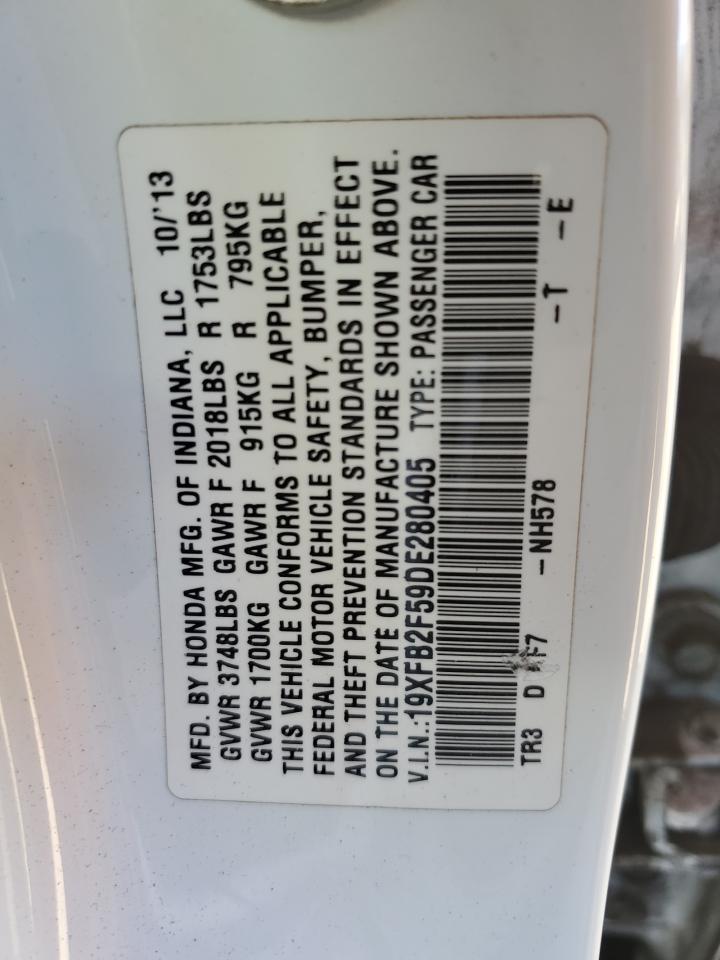 MFD. BY HONDA MFG. OF INDIANA, LLC 10/'13
GVWR 3748LBS GAWR F 2018LBS R 1753LBS
GVWR 1700KG GAWR F 915KG R 795KG
THIS VEHICLE CONFORMS TO ALL APPLICABLE
FEDERAL MOTOR VEHICLE SAFETY, BUMPER,
AND THEFT PREVENTION STANDARDS IN EFFECT
ON THE DATE OF MANUFACTURE SHOWN ABOVE.
V.I.N.:19XFB2F59DE280405 TYPE: PASSENGER CAR
TR3 D F7 -NH578 -T -E